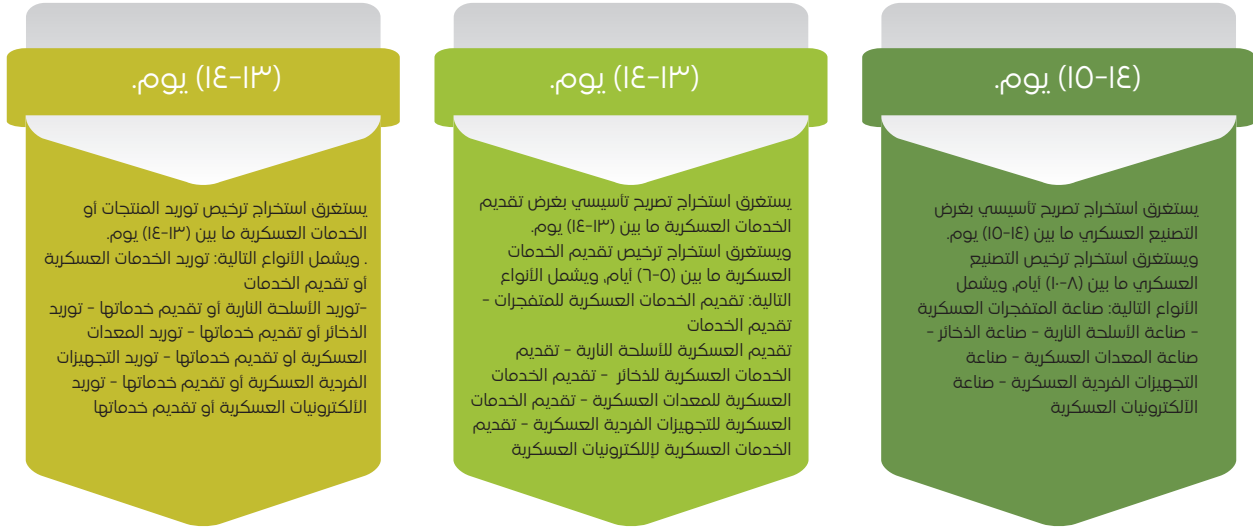 (١٤-١٥) يوم.
يستغرق استخراج تصريح تأسيسي بغرض
التصنيع العسكري ما بين (١٤-١٥) يوم.
ويستغرق استخراج ترخيص التصنيع
العسكري ما بين (٨-١٠) أيام, ويشمل
الأنواع التالية: صناعة المتفجرات العسكرية
- صناعة الأسلحة النارية - صناعة الذخائر -
صناعة المعدات العسكرية - صناعة
التجهيزات الفردية العسكرية - صناعة
الآلكترونيات العسكرية
(١٣-١٤) يوم.
يستغرق استخراج تصريح تأسيسي بغرض تقديم
الخدمات العسكرية ما بين (١٣-١٤) يوم.
ويستغرق استخراج ترخيص تقديم الخدمات
العسكرية ما بين (٥-٦) أيام, ويشمل الأنواع
التالية: تقديم الخدمات العسكرية للمتفجرات -
تقديم الخدمات
تقديم العسكرية للأسلحة النارية - تقديم
الخدمات العسكرية للذخائر - تقديم الخدمات
العسكرية للمعدات العسكرية - تقديم الخدمات
العسكرية للتجهيزات الفردية العسكرية - تقديم
الخدمات العسكرية لإللكترونيات العسكرية
(١٣-١٤) يوم.
يستغرق استخراج ترخيص توريد المنتجات أو
الخدمات العسكرية ما بين (١٣-١٤) يوم.
. ويشمل الأنواع التالية: توريد الخدمات العسكرية
أو تقديم الخدمات
-توريد الأسلحة النارية أو تقديم خدماتها - توريد
الذخائر أو تقديم خدماتها - توريد المعدات
العسكرية او تقديم خدماتها - توريد التجهيزات
الفردية العسكرية أو تقديم خدماتها - توريد
الألكترونيات العسكرية أو تقديم خدماتها